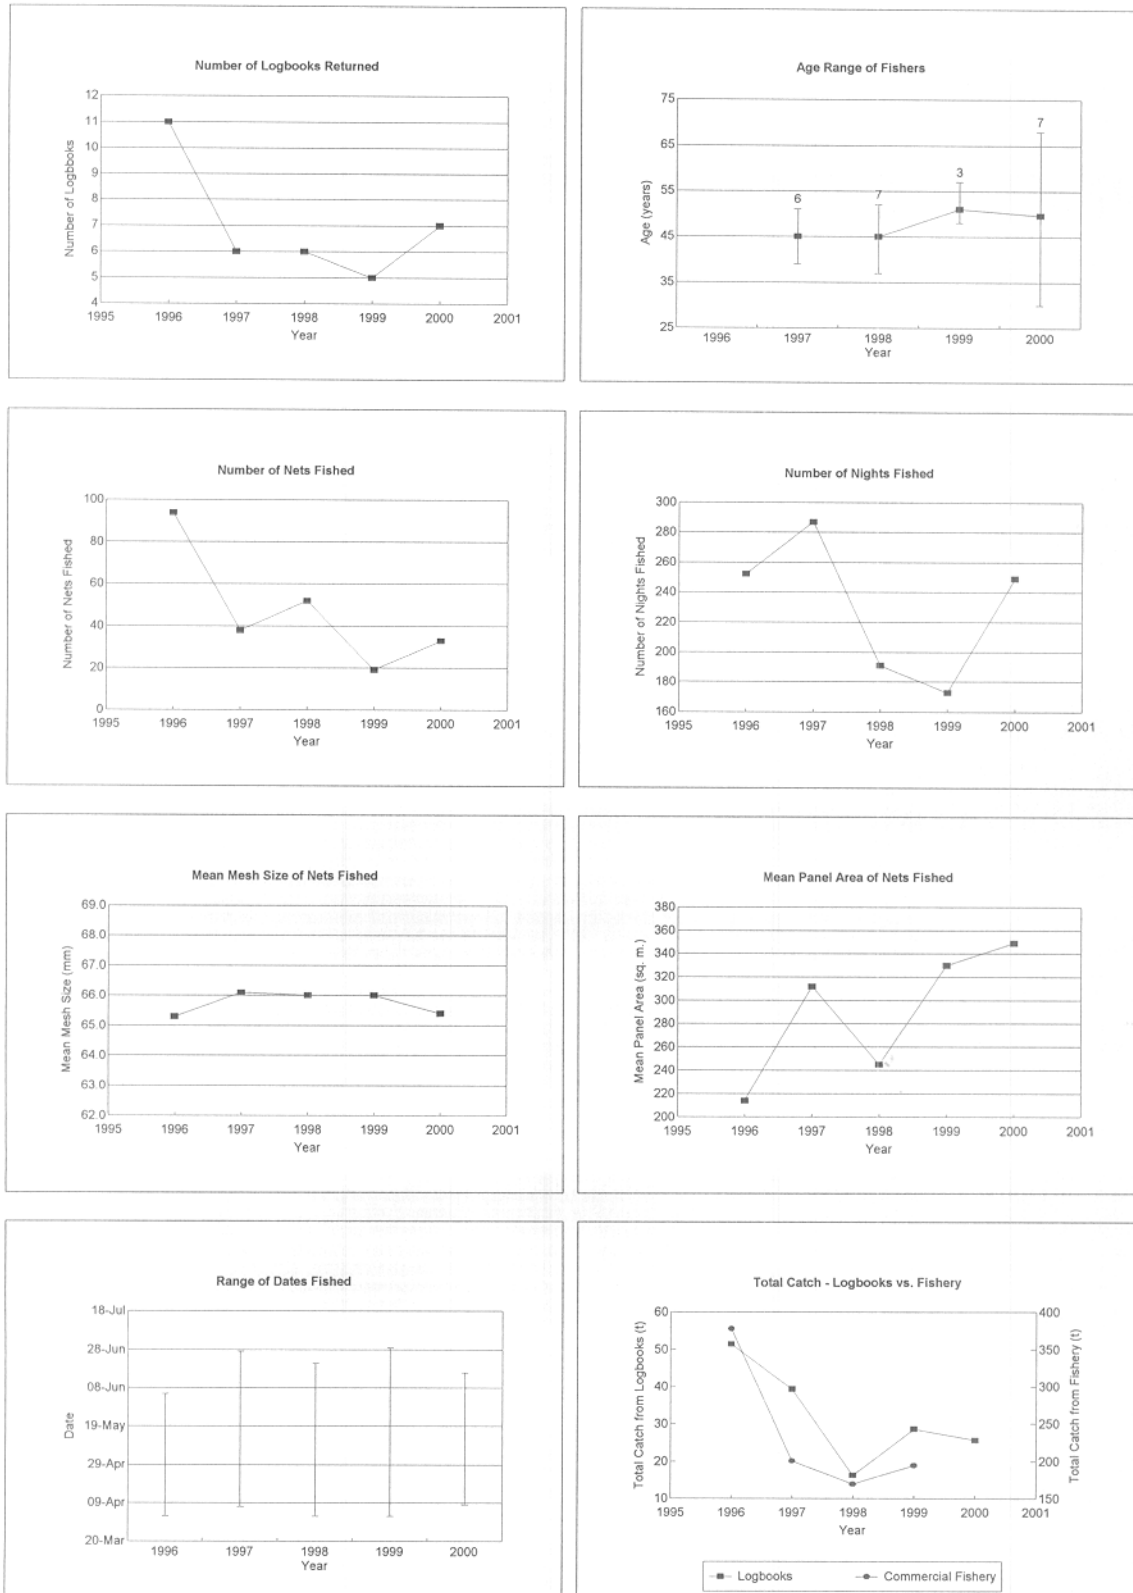 Number of Logbooks Returned
12
11
10
9
8
7
6
5
4
Number of Logbboks
1995 1996 1997 1998 1999 2000 2001
Year
Age Range of Fishers
75
65
55
45
35
25
Age (years)
6
7
3
7
1996 1997 1998 1999 2000
Year
Number of Nets Fished
100
80
60
40
20
0
Number of Nets Fished
1995 1996 1997 1998 1999 2000 2001
Year
Number of Nights Fished
300
280
260
240
220
200
180
160
Number of Nights Fished
1995 1996 1997 1998 1999 2000 2001
Year
Mean Mesh Size of Nets Fished
69.0
68.0
67.0
66.0
65.0
64.0
63.0
62.0
Mean Mesh Size (mm)
1995 1996 1997 1998 1999 2000 2001
Year
Mean Panel Area of Nets Fished
380
360
340
320
300
280
260
240
220
200
Mean Panel Area (sq. m.)
1995 1996 1997 1998 1999 2000 2001
Year
Range of Dates Fished
18-Jul
28-Jun
08-Jun
19-May
29-Apr
09-Apr
20-Mar
Date
1996 1997 1998 1999 2000
Year
Total Catch - Logbooks vs. Fishery
60
50
40
30
20
10
Total Catch from Logbooks (t)
400
350
300
250
200
150
Total Catch from Fishery (t)
1995 1996 1997 1998 1999 2000 2001
Year
Logbooks Commercial Fishery